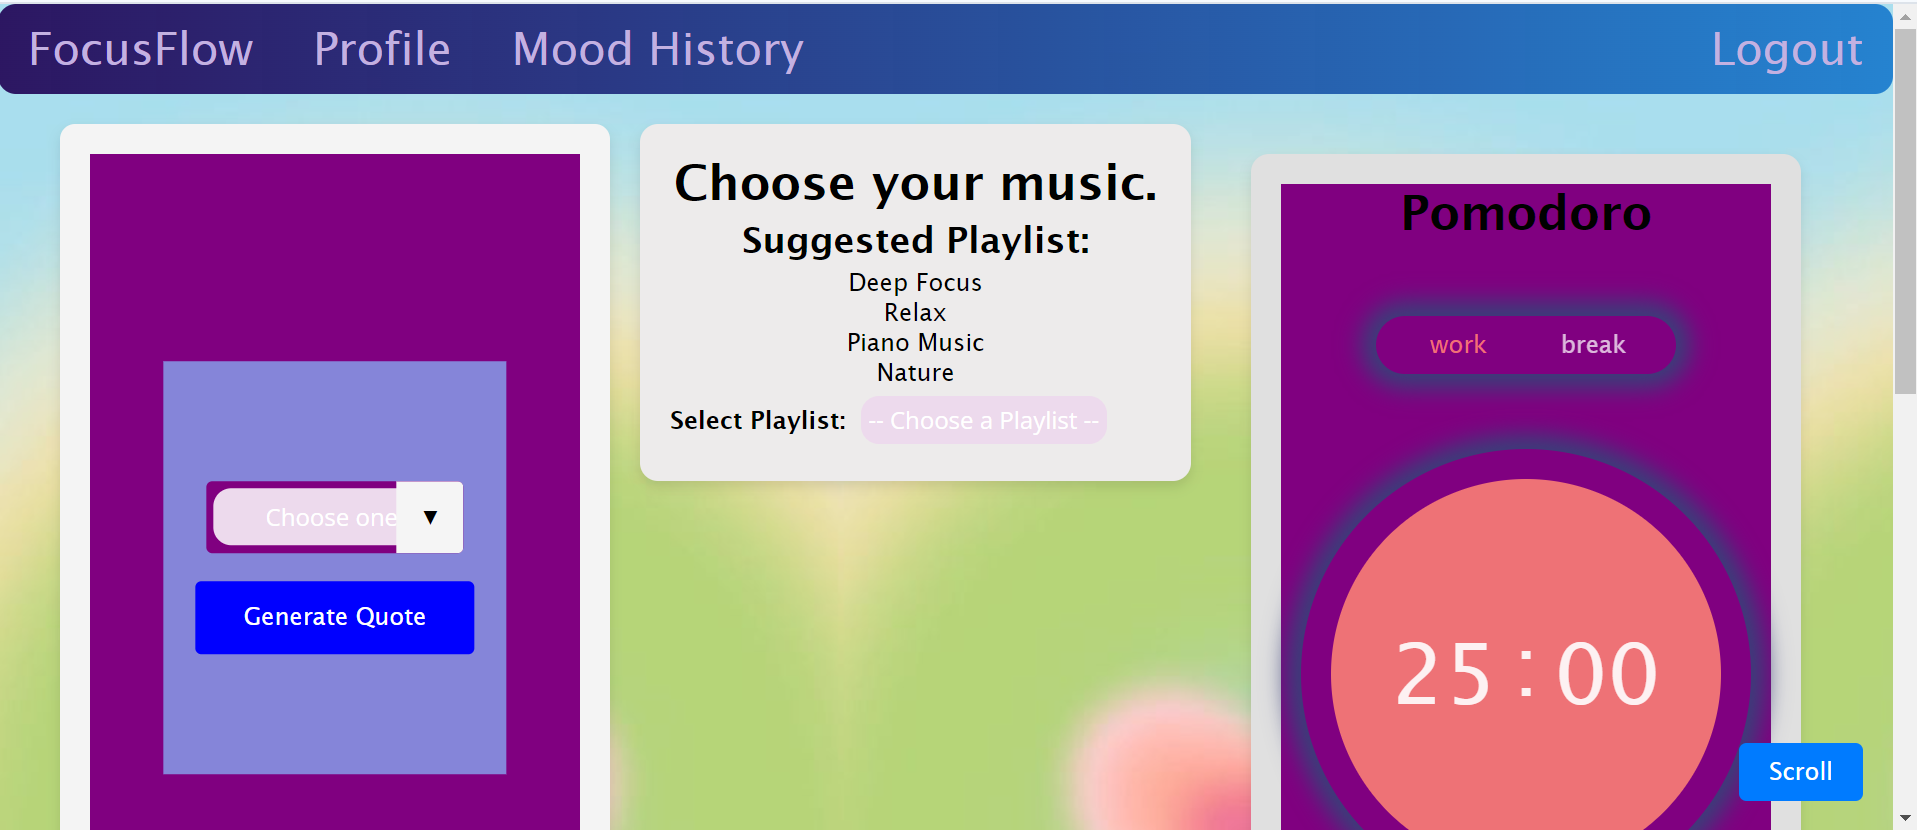 FocusFlow Profile Mood History Logout
Choose one
▼
Generate Quote
Choose your music.
Suggested Playlist:
Deep Focus
Relax
Piano Music
Nature
Select Playlist: -- Choose a Playlist --
Pomodoro
work break
25:00
Scroll